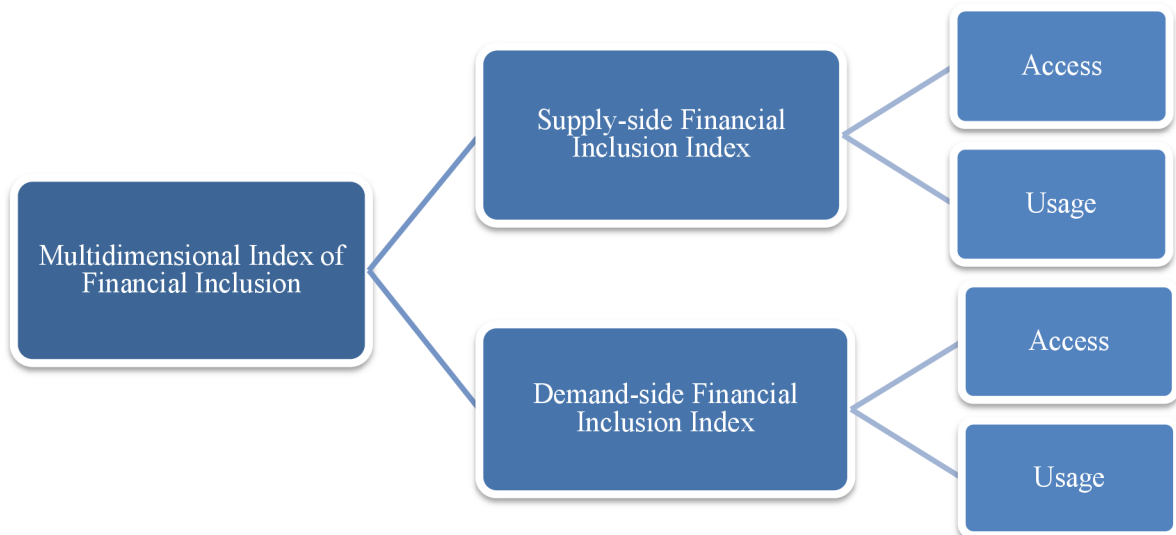 Multidimensional Index of
Financial Inclusion
Supply-side Financial
Inclusion Index
Access
Usage
Demand-side Financial
Inclusion Index
Access
Usage